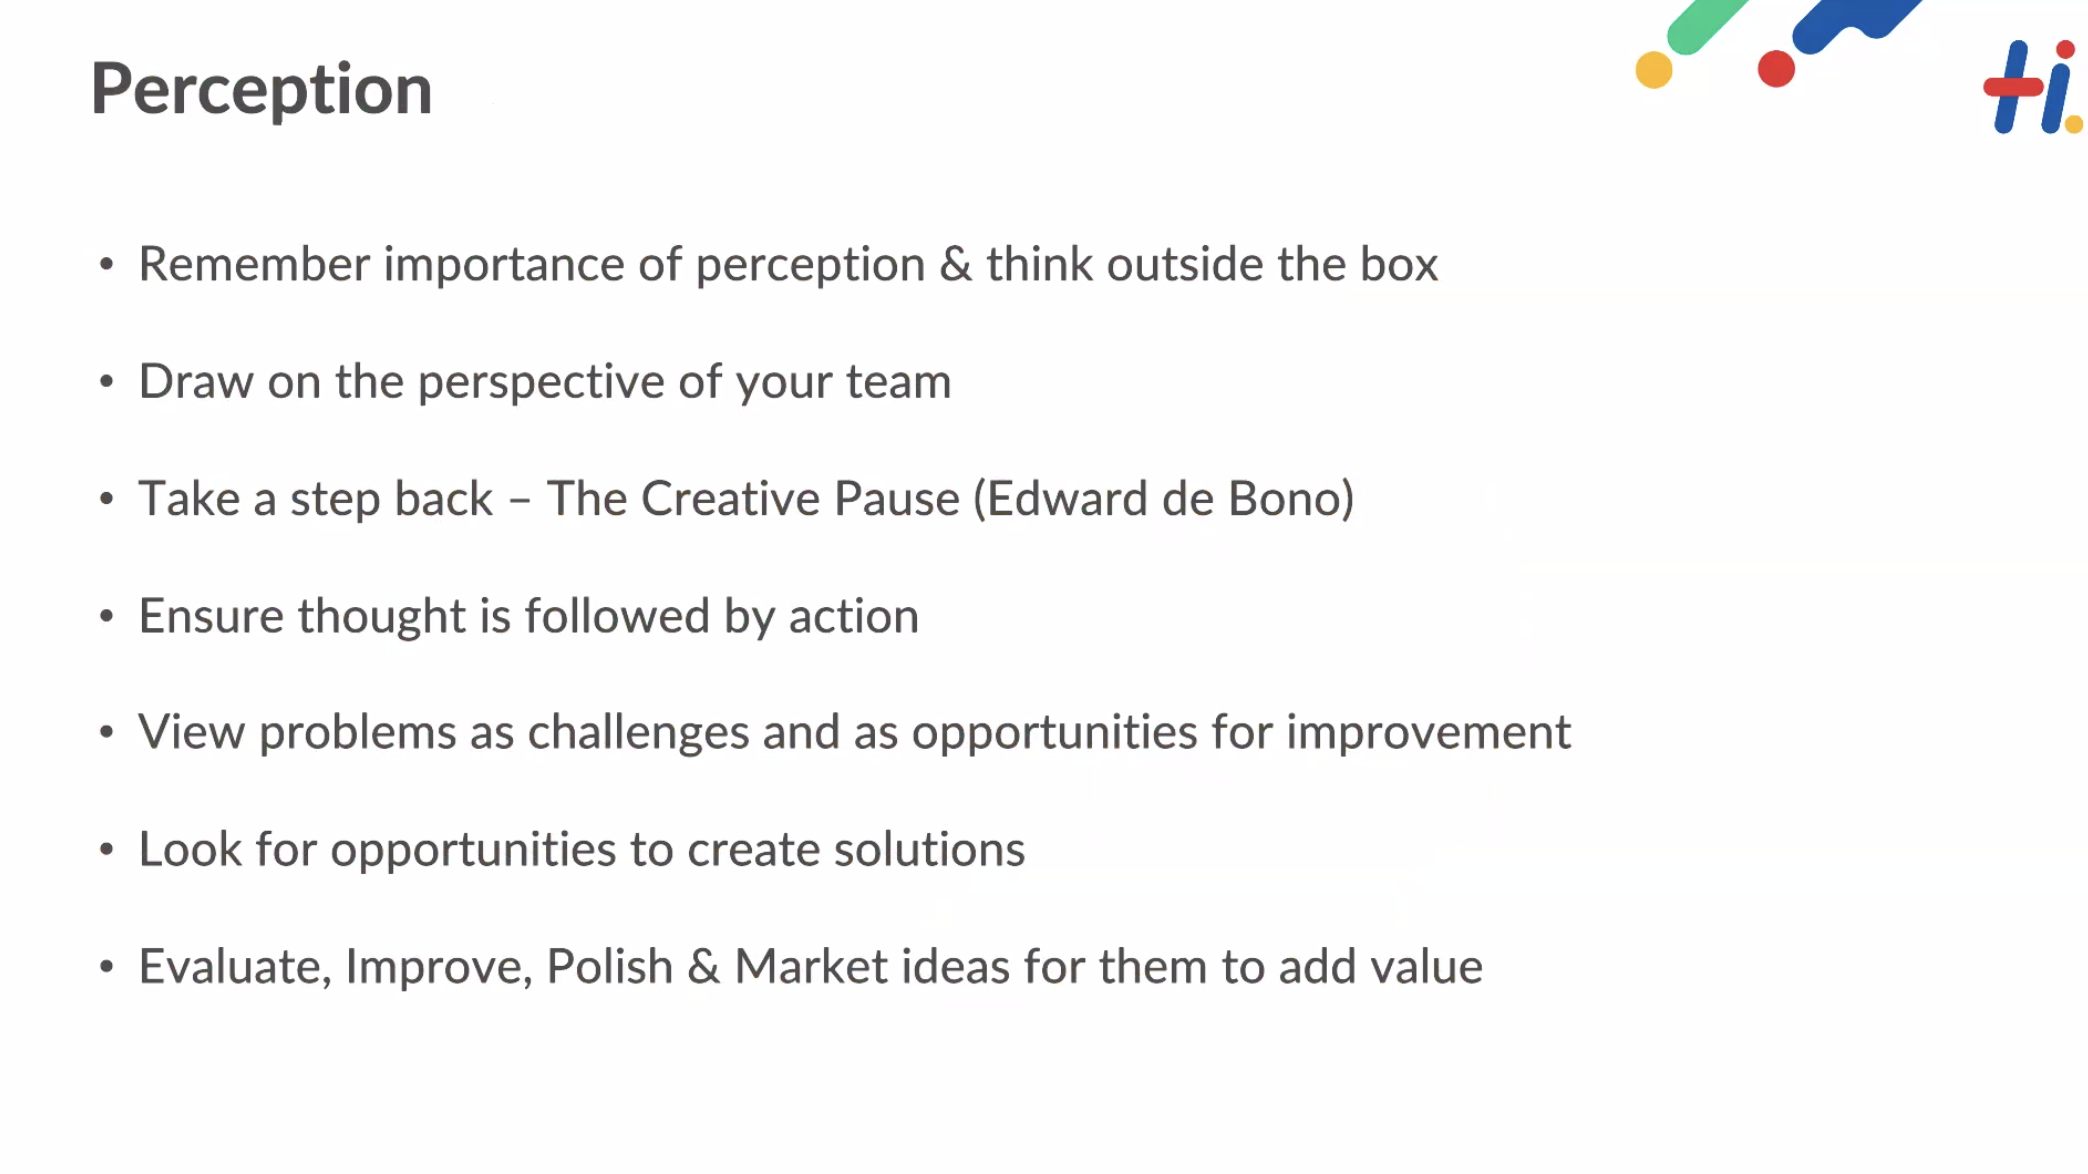 Perception
Hi.
• Remember importance of perception & think outside the box
• Draw on the perspective of your team
• Take a step back – The Creative Pause (Edward de Bono)
• Ensure thought is followed by action
• View problems as challenges and as opportunities for improvement
• Look for opportunities to create solutions
• Evaluate, Improve, Polish & Market ideas for them to add value